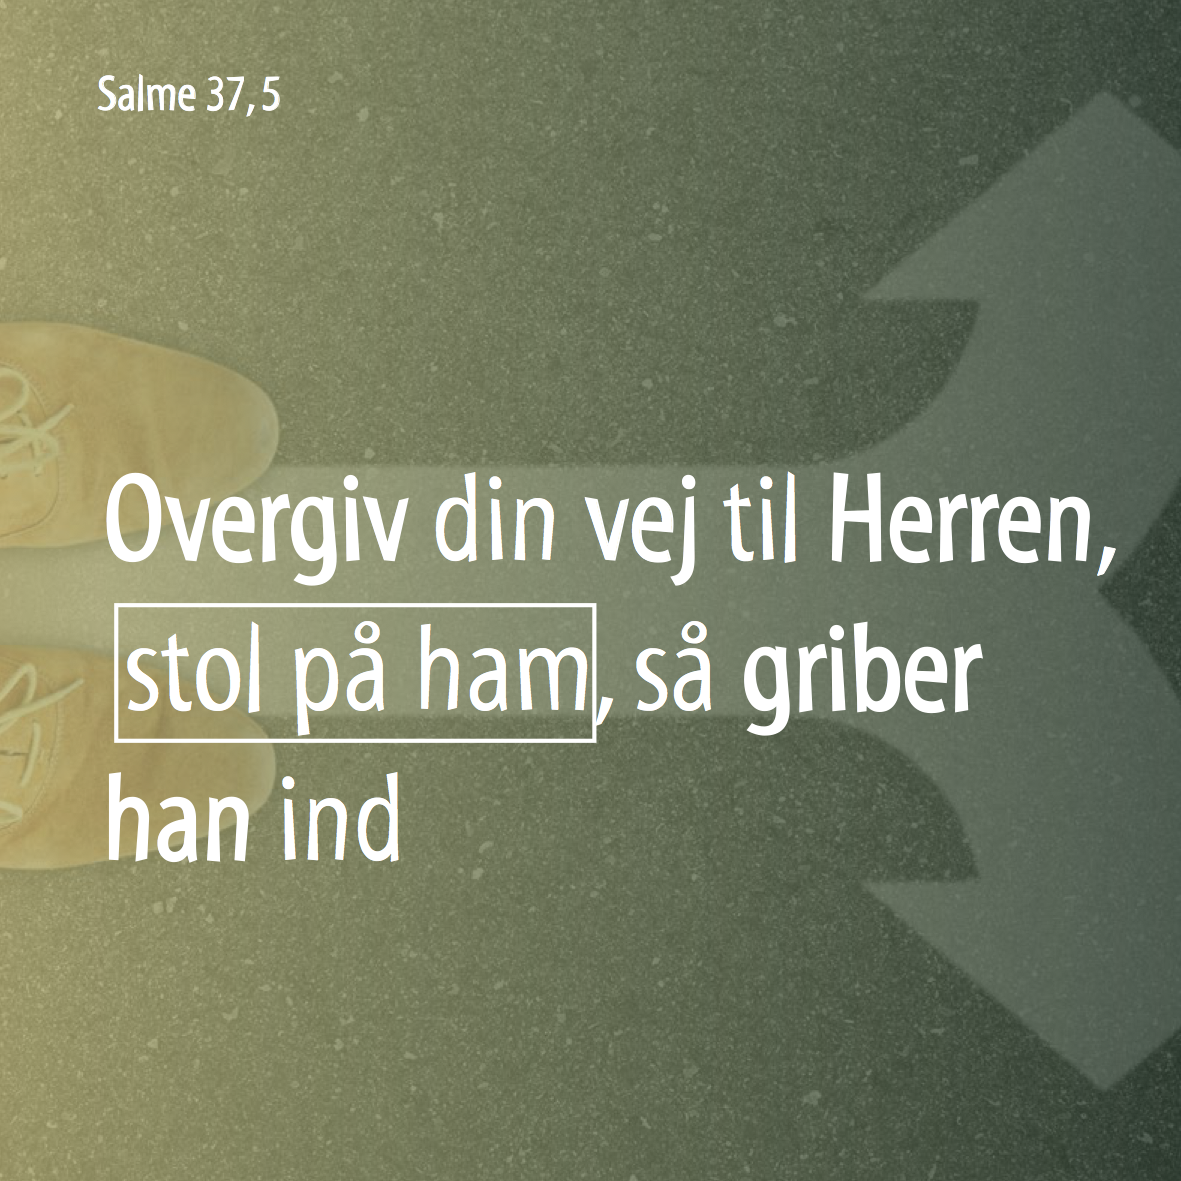 Salme 37, 5
Overgiv din vej til Herren,
stol på ham, så griber
han ind